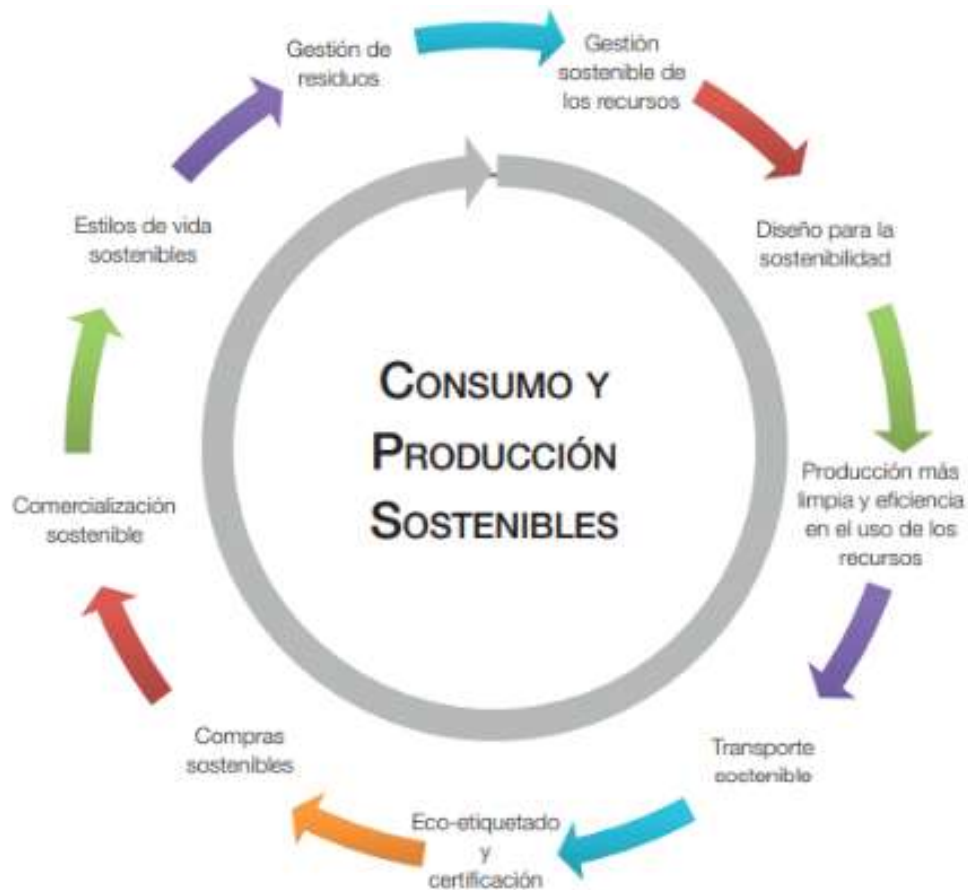 Gestión de
residuos
Gestión
sostenible de
los recursos
Diseño para la
sostenibilidad
Producción más
limpia y eficiencia
en el uso de los
recursos
Transporte
sostenible
Eco-etiquetado
y
certificación
Compras
sostenibles
Comercialización
sostenible
Estilos de vida
sostenibles
CONSUMO Y
PRODUCCIÓN
SOSTENIBLES